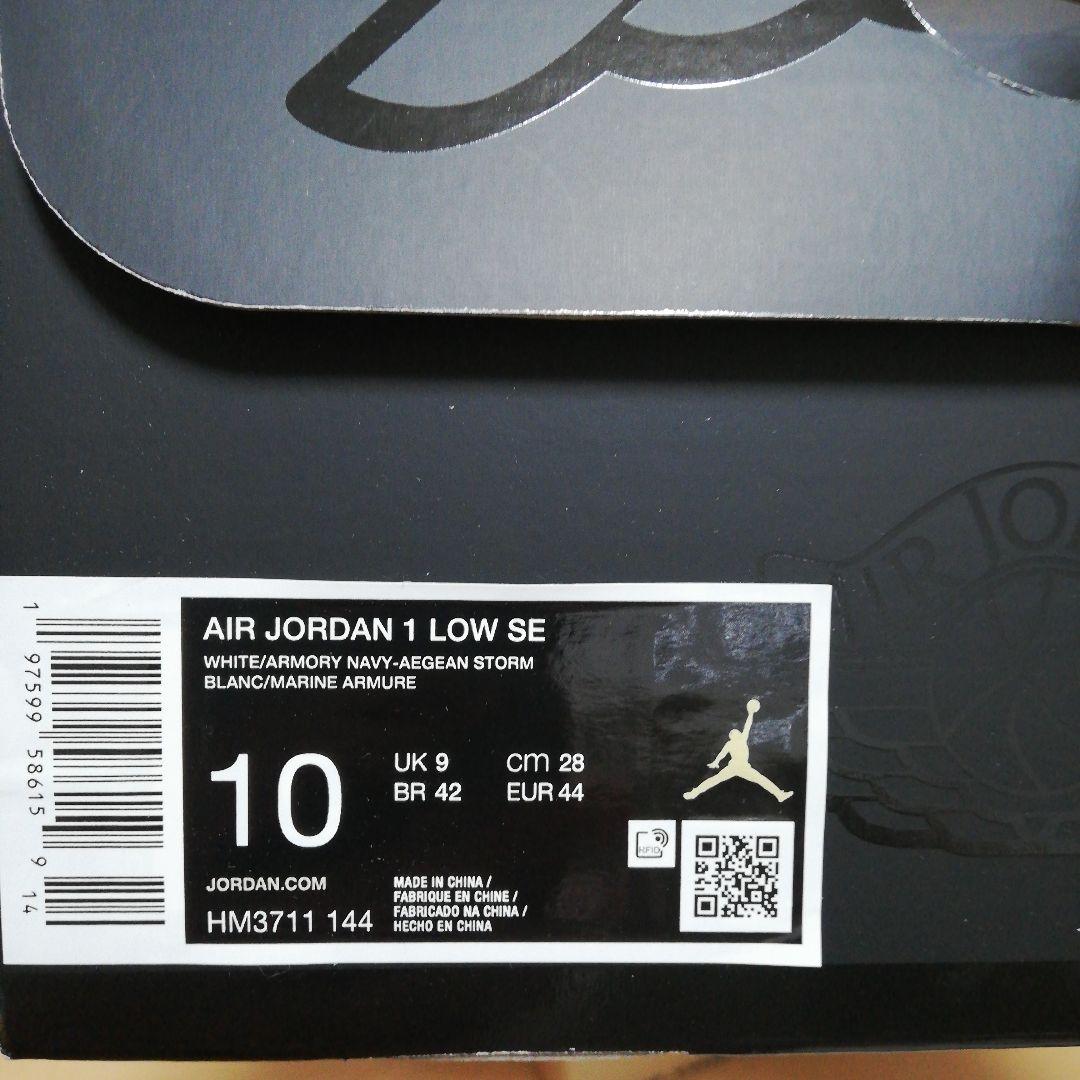 AIR JORDAN 1 LOW SE
WHITE/ARMORY NAVY-AEGEAN STORM
BLANC/MARINE ARMURE
10
UK 9
cm 28
BR 42
EUR 44
JORDAN.COM
HM3711 144
MADE IN CHINA /
FABRIQUE EN CHINE /
FABRICADO NA CHINA /
HECHO EN CHINA
RFID
1 97599 58615 9 14
AIR JO